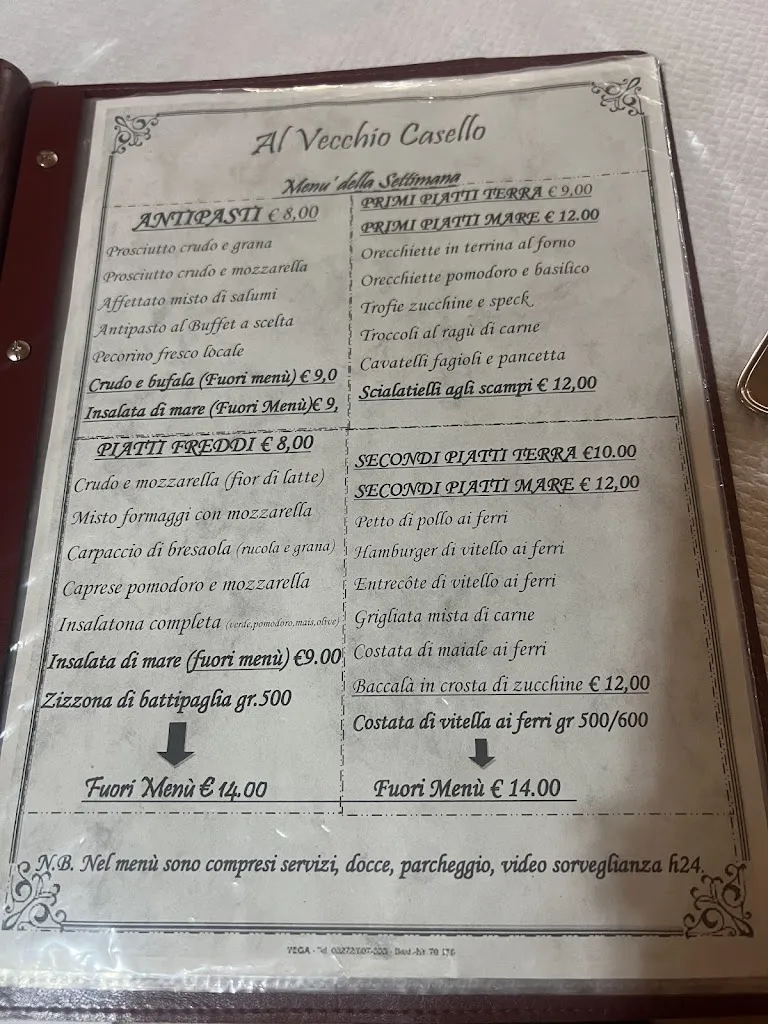 Al Vecchio Casello
Menu' della Settimana
ANTIPASTI € 8,00
Prosciutto crudo e grana
Prosciutto crudo e mozzarella
Affettato misto di salumi
Antipasto al Buffet a scelta
Pecorino fresco locale
Crudo e bufala (Fuori menù) € 9,0
Insalata di mare (Fuori Menù)€ 9,
PRIMI PIATTI TERRA € 9,00
PRIMI PIATTI MARE € 12.00
Orecchiette in terrina al forno
Orecchiette pomodoro e basilico
Trofie zucchine e speck
Troccoli al ragù di carne
Cavatelli fagioli e pancetta
Scialatielli agli scampi € 12,00
PIATTI FREDDI € 8,00
Crudo e mozzarella (fior di latte)
Misto formaggi con mozzarella
Carpaccio di bresaola (rucola e grana)
Caprese pomodoro e mozzarella
Insalatona completa (verde,pomodoro,mais,olive)
Insalata di mare (fuori menù) €9.00
Zizzona di battipaglia gr.500
Fuori Menù € 14.00
SECONDI PIATTI TERRA €10.00
SECONDI PIATTI MARE € 12,00
Petto di pollo ai ferri
Hamburger di vitello ai ferri
Entrecôte di vitello ai ferri
Grigliata mista di carne
Costata di maiale ai ferri
Baccalà in crosta di zucchine € 12,00
Costata di vitella ai ferri gr 500/600
Fuori Menù € 14.00
N.B. Nel menù sono compresi servizi, docce, parcheggio, video sorveglianza h24.
VEGA